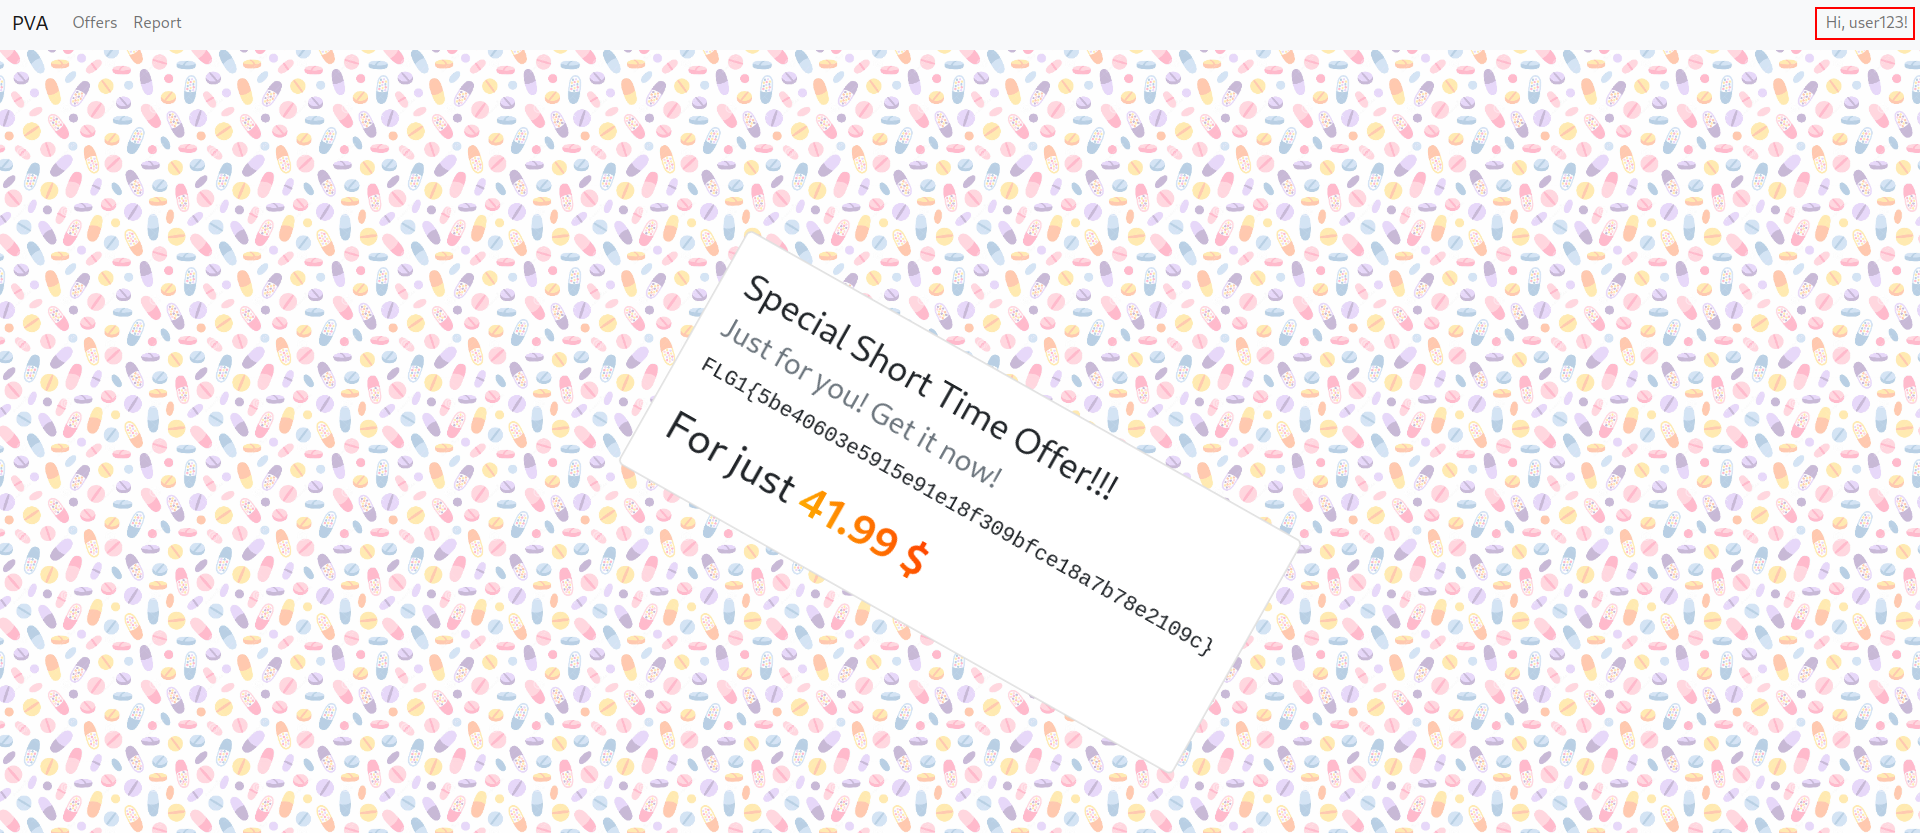 PVA Offers Report Hi, user123!
Special Short Time Offer!!!
Just for you! Get it now!
FLG1{5be40603e5915e91e18f309bfce18a7b78e2109c}
For just 41.99 $